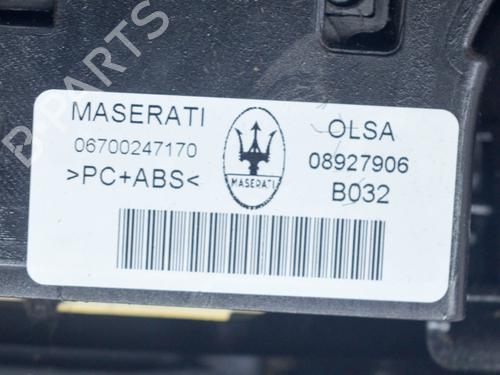 B-PARTS
MASERATI
06700247170
>PC+ABS<
MASERATI
OLSA
08927906
B032